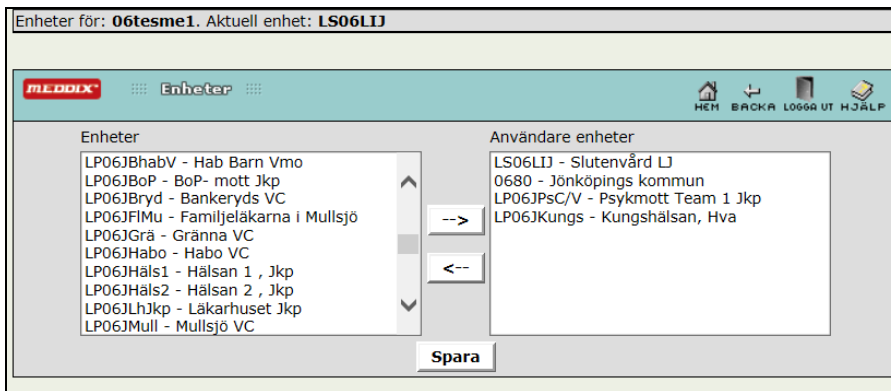 Enheter för: 06tesme1. Aktuell enhet: LS06LIJ
MEDDIX
Enheter
HEM BACKA LOGGA UT HJÄLP
Enheter
LP06JBhabV - Hab Barn Vmo
LP06JBoP - BoP- mott Jkp
LP06JBryd - Bankeryds VC
LP06JFlMu - Familjeläkarna i Mullsjö
LP06JGrä - Gränna VC
LP06JHabo - Habo VC
LP06JHäls1 - Hälsan 1 , Jkp
LP06JHäls2 - Hälsan 2 , Jkp
LP06JLhJkp - Läkarhuset Jkp
LP06JMull - Mullsjö VC
-->
<--
Användare enheter
LS06LIJ - Slutenvård LJ
0680 - Jönköpings kommun
LP06JPsC/V - Psykmott Team 1 Jkp
LP06JKungs - Kungshälsan, Hva
Spara